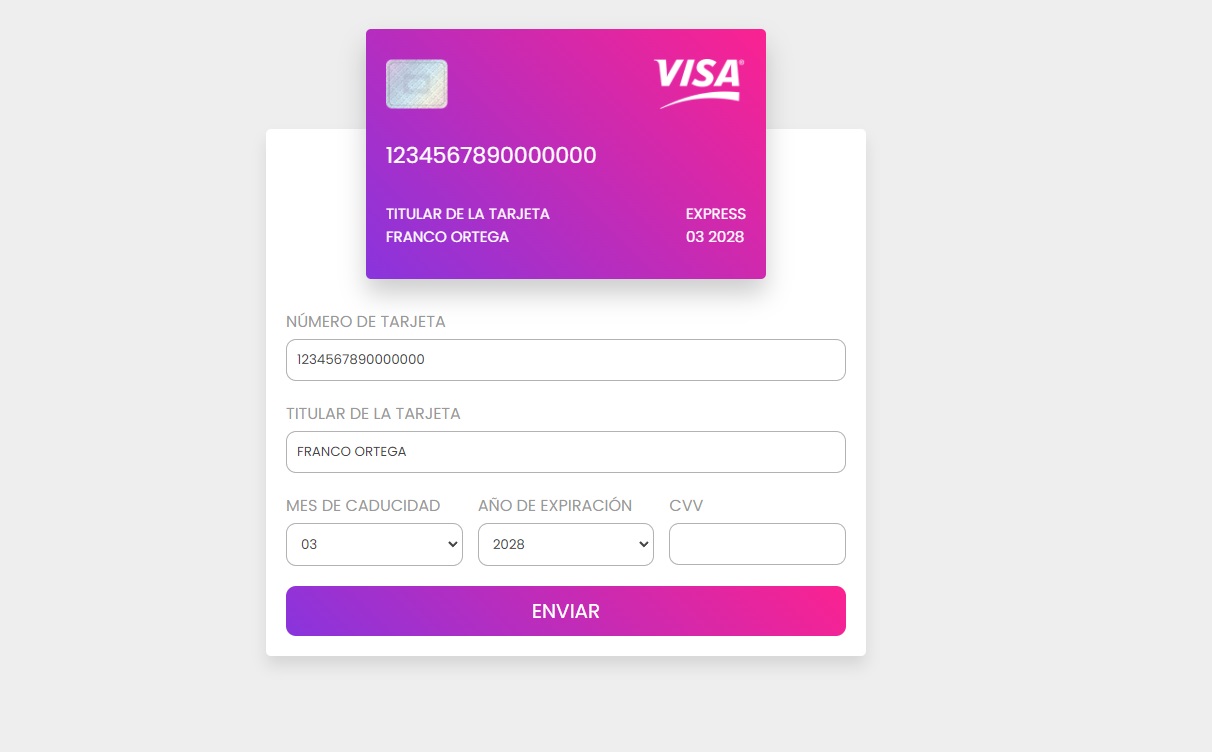 VISA
1234567890000000
TITULAR DE LA TARJETA
FRANCO ORTEGA
EXPRESS
03 2028
NÚMERO DE TARJETA
1234567890000000
TITULAR DE LA TARJETA
FRANCO ORTEGA
MES DE CADUCIDAD
AÑO DE EXPIRACIÓN
CVV
03
2028
ENVIAR